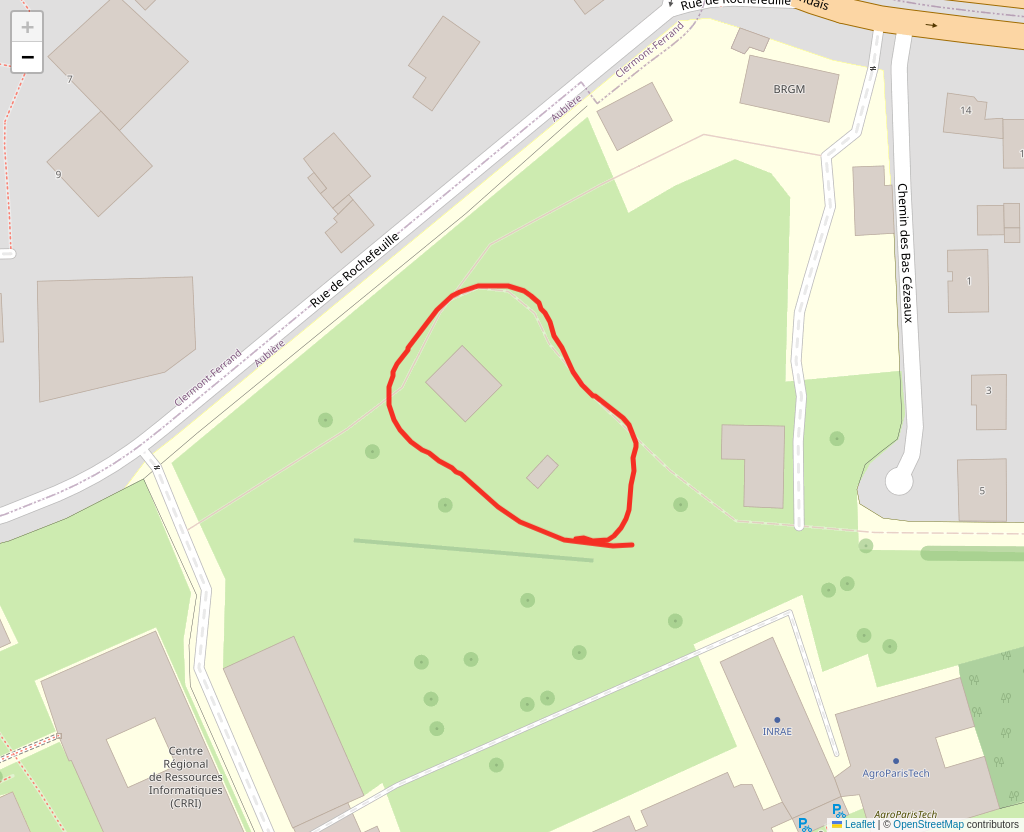 +
−
Rue de Rochefeuille
Clermont-Ferrand
Aubière
BRGM
7
9
14
Rue de Rochefeuille
Chemin des Bas Cézeaux
1
Clermont-Ferrand
Aubière
3
5
Centre
Régional
de Ressources
Informatiques
(CRRI)
INRAE
AgroParisTech
AgroParisTech
Leaflet | © OpenStreetMap contributors